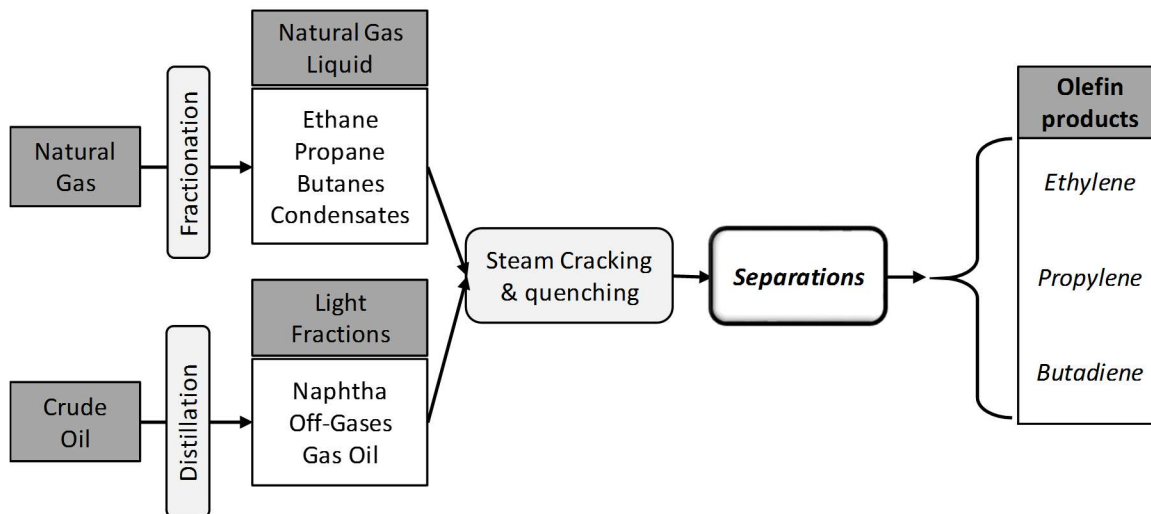 Natural Gas
Liquid
Ethane
Propane
Butanes
Condensates
Natural
Gas
Fractionation
Steam Cracking
& quenching
Separations
Olefin
products
Ethylene
Propylene
Butadiene
Light
Fractions
Naphtha
Off-Gases
Gas Oil
Crude
Oil
Distillation